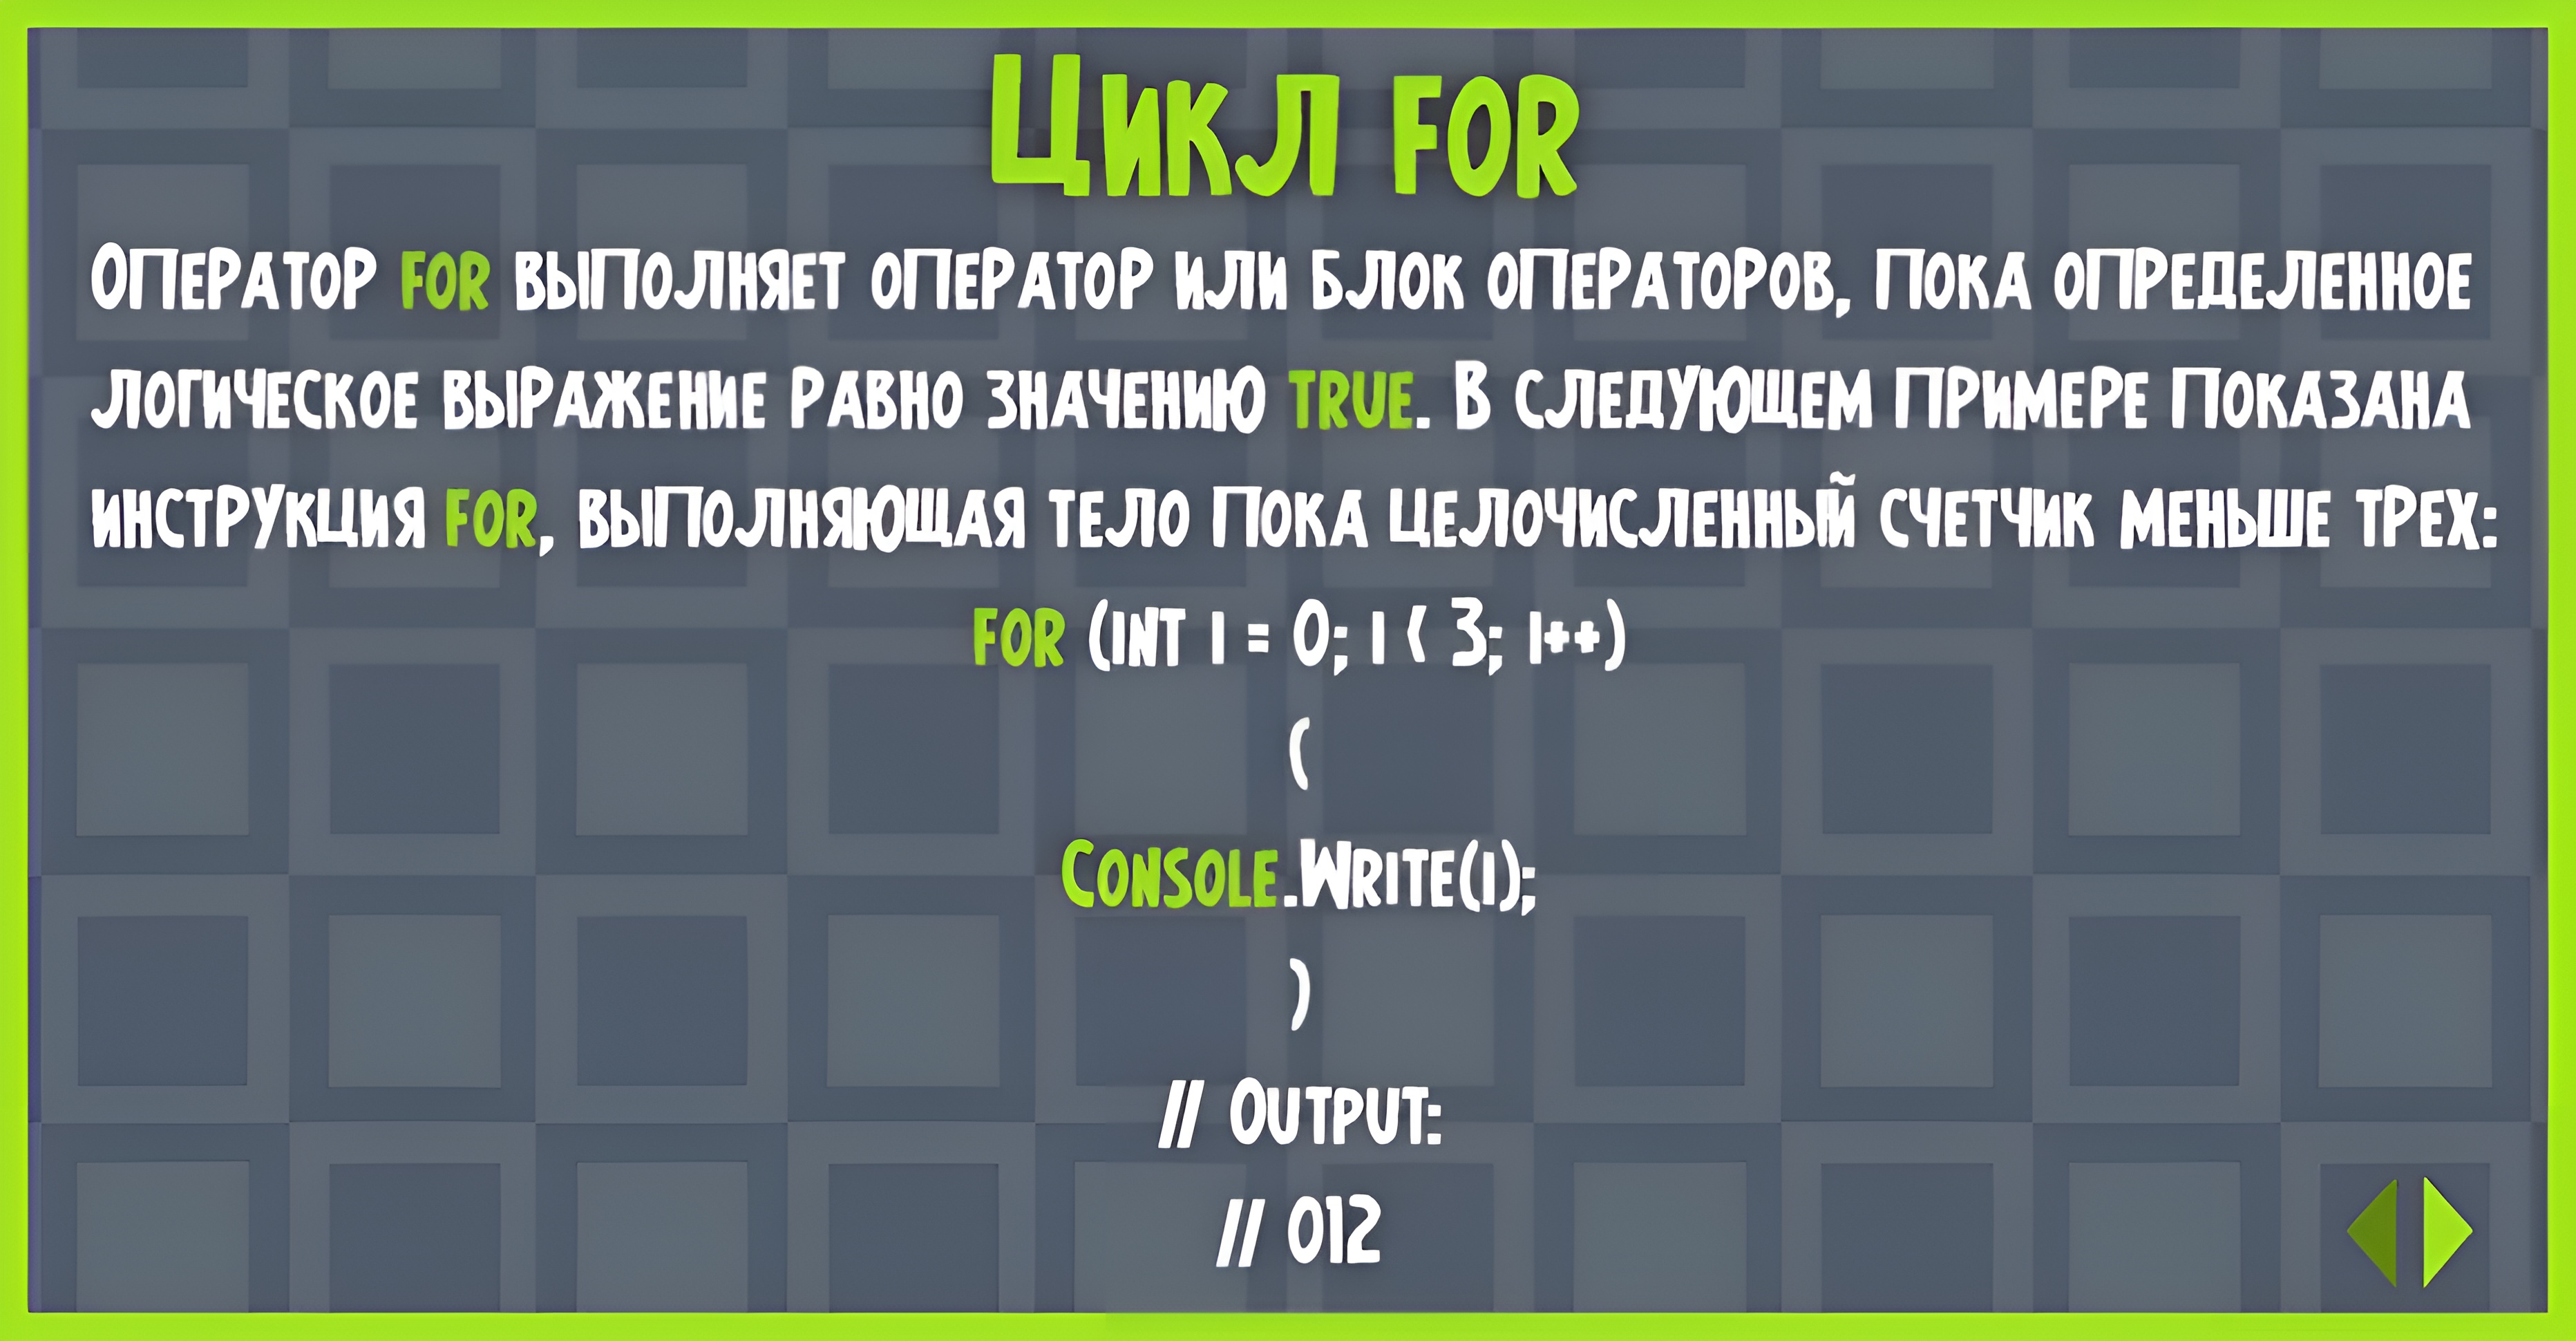 Цикл for
Оператор for выполняет оператор или блок операторов, пока определенное
логическое выражение равно значению true. В следующем примере показана
инструкция for, выполняющая тело пока целочисленный счетчик меньше трех:
for (int i = 0; i < 3; i++)
(
Console.Write(i);
)
// Output:
// 012